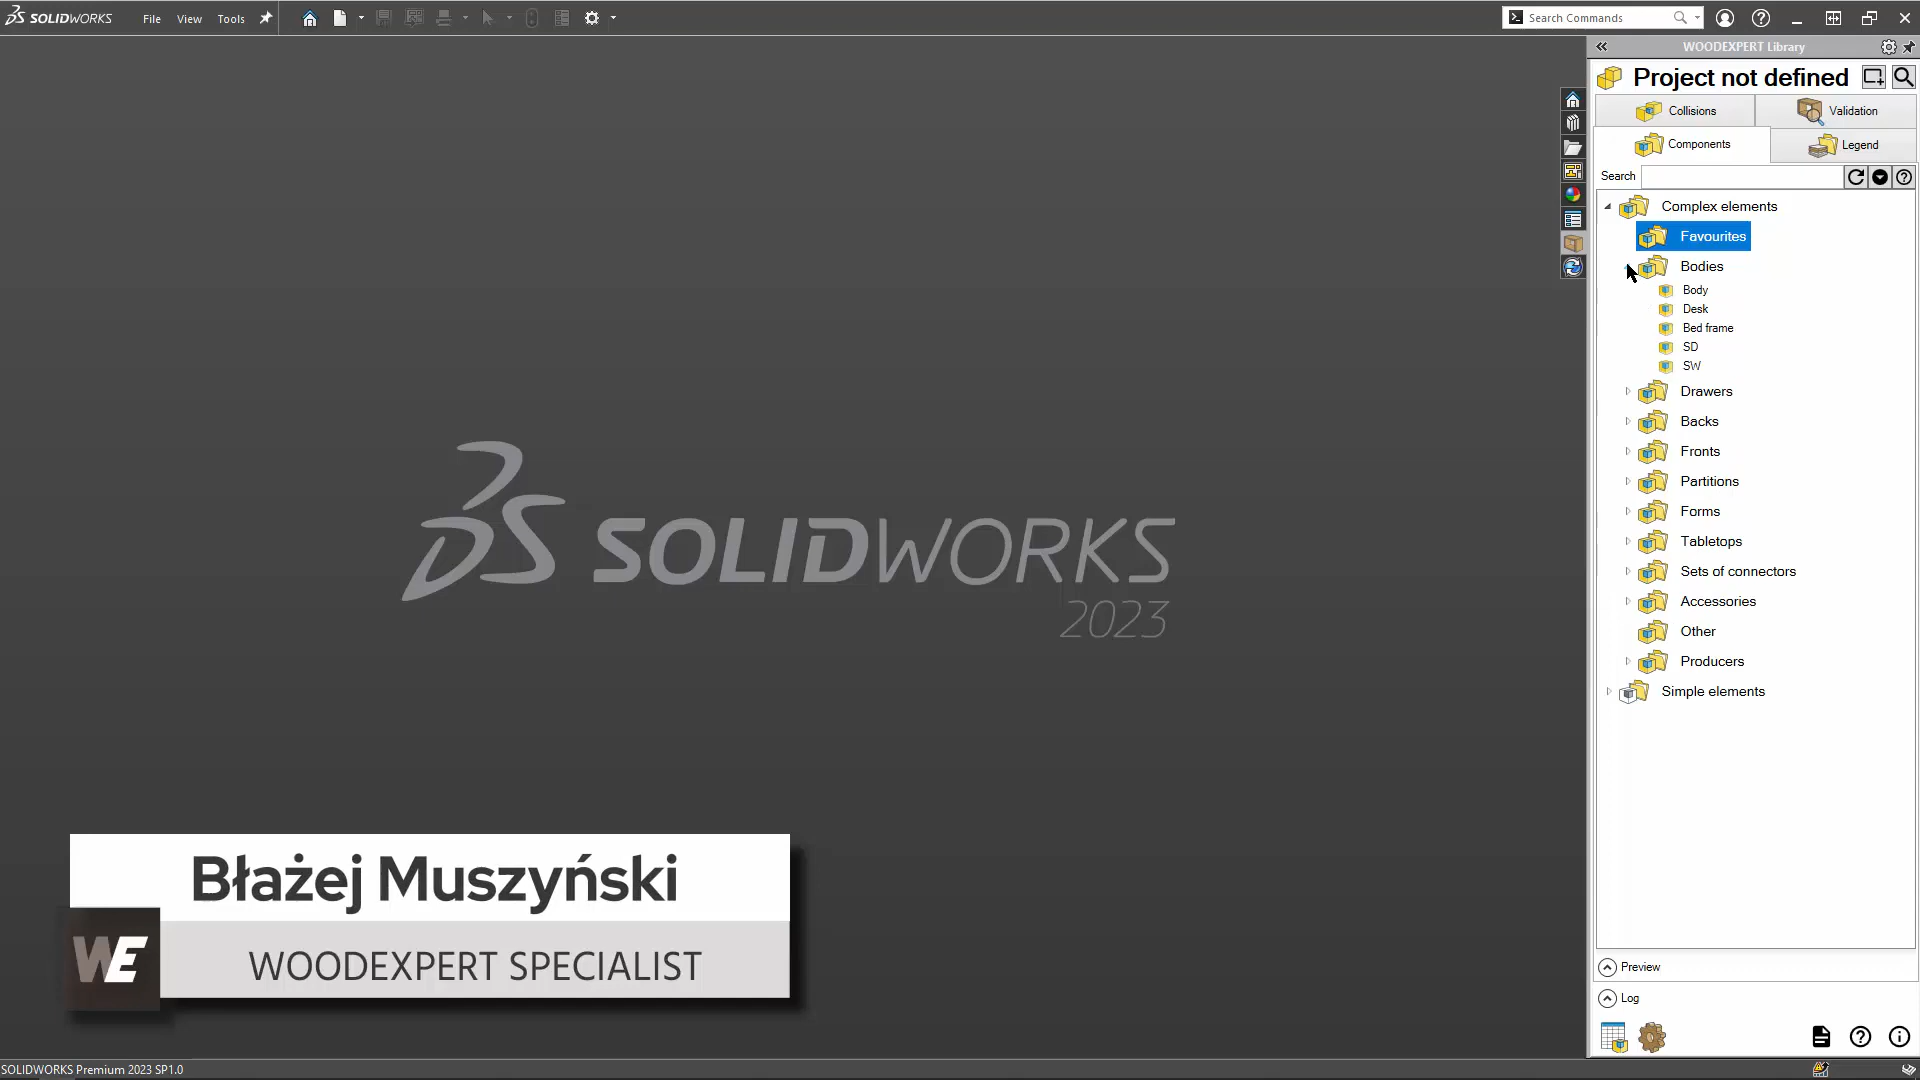 SOLIDWORKS
File View Tools
Search Commands
WOODEXPERT Library
Project not defined
Collisions
Validation
Components
Legend
Search
Complex elements
Favourites
Bodies
Body
Desk
Bed frame
SD
SW
Drawers
Backs
Fronts
Partitions
Forms
Tabletops
Sets of connectors
Accessories
Other
Producers
Simple elements
SOLIDWORKS
2023
Błażej Muszyński
WE
WOODEXPERT SPECIALIST
Preview
Log
SOLIDWORKS Premium 2023 SP1.0